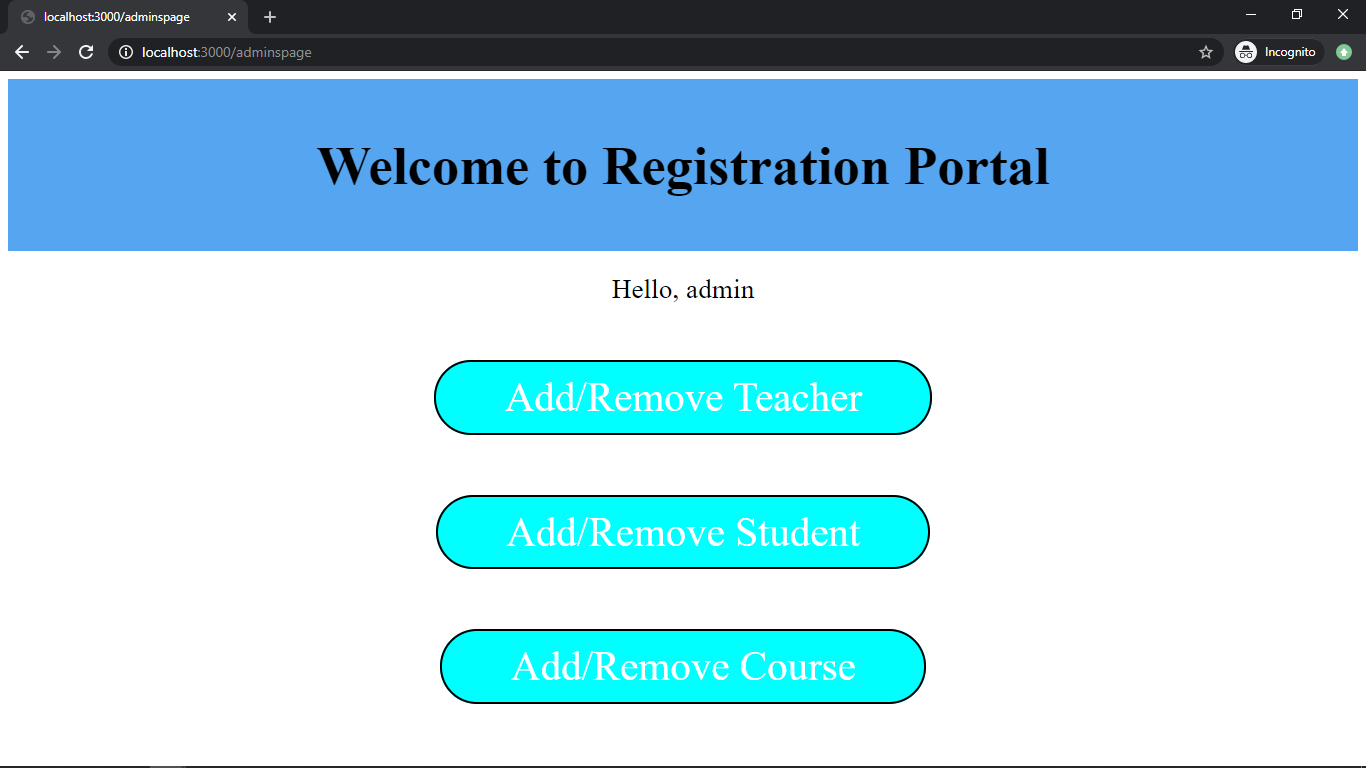 localhost:3000/adminspage
localhost:3000/adminspage
Incognito
Welcome to Registration Portal
Hello, admin
Add/Remove Teacher
Add/Remove Student
Add/Remove Course